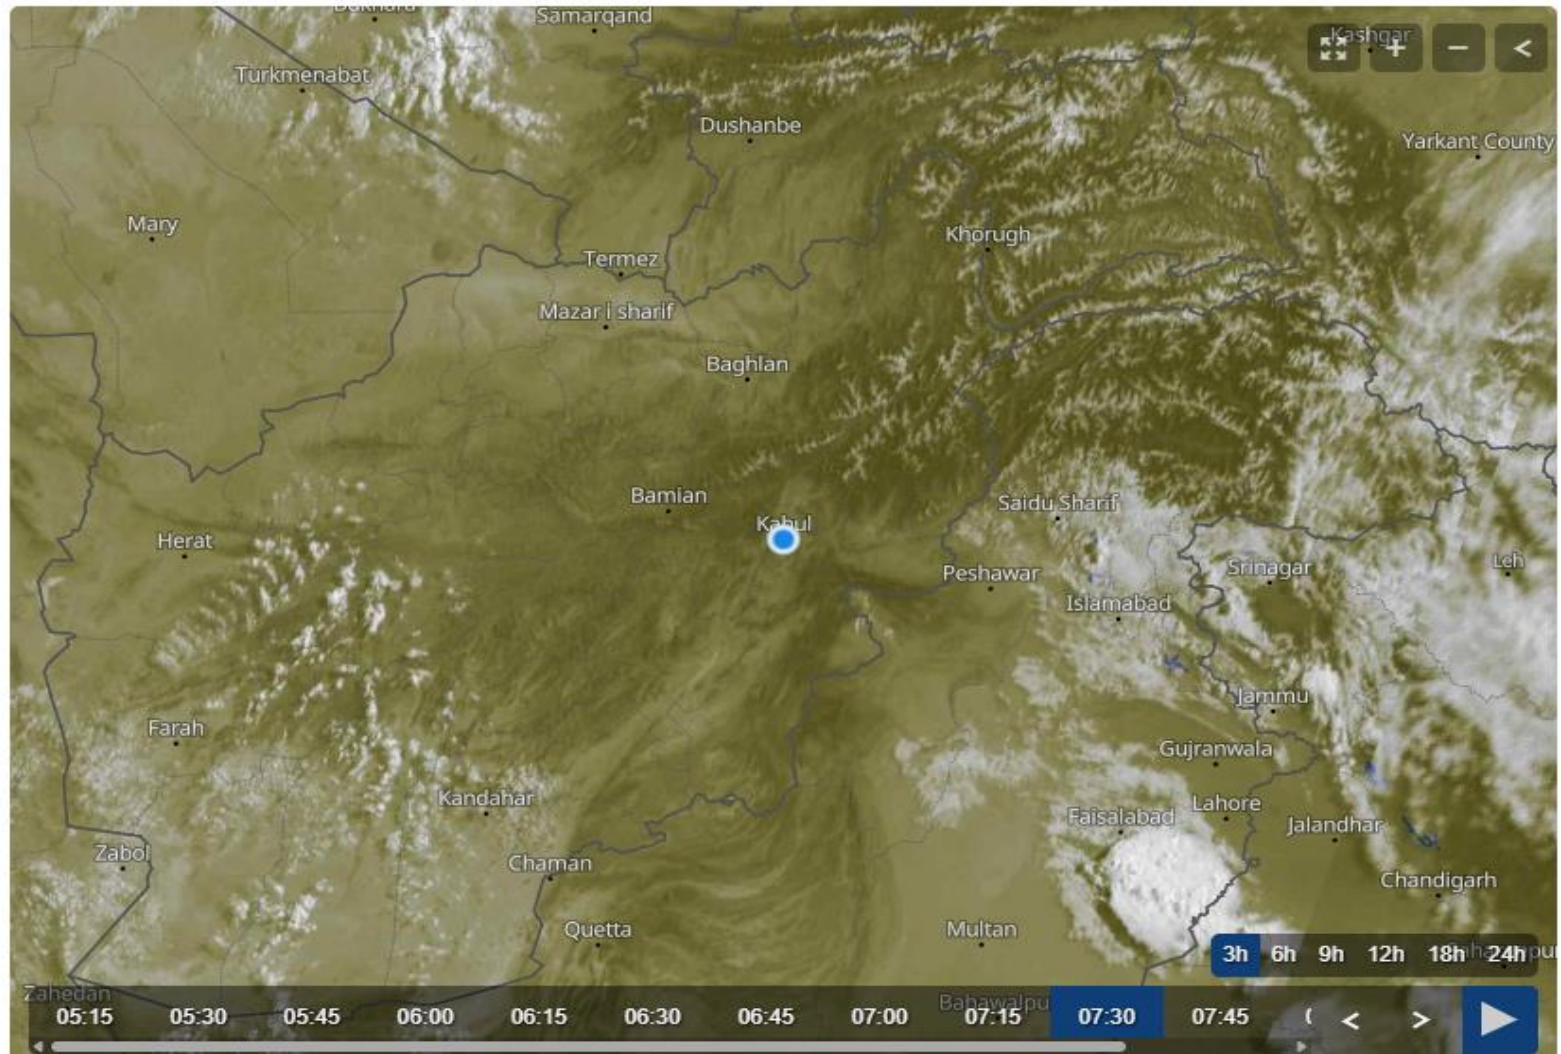 Bukhara
Samarqand
Kashgar
+ − <
Turkmenabat
Dushanbe
Yarkant County
Mary
Khorugh
Termez
Mazar i sharif
Baghlan
Bamian
Saidu Sharif
Kabul
Herat
Srinagar
Leh
Peshawar
Islamabad
Jammu
Farah
Gujranwala
Kandahar
Lahore
Faisalabad
Jalandhar
Zabol
Chaman
Chandigarh
Quetta
Multan
3h 6h 9h 12h 18h 24h
Zahedan
05:15 05:30 05:45 06:00 06:15 06:30 06:45 07:00 07:15 07:30 07:45 < >